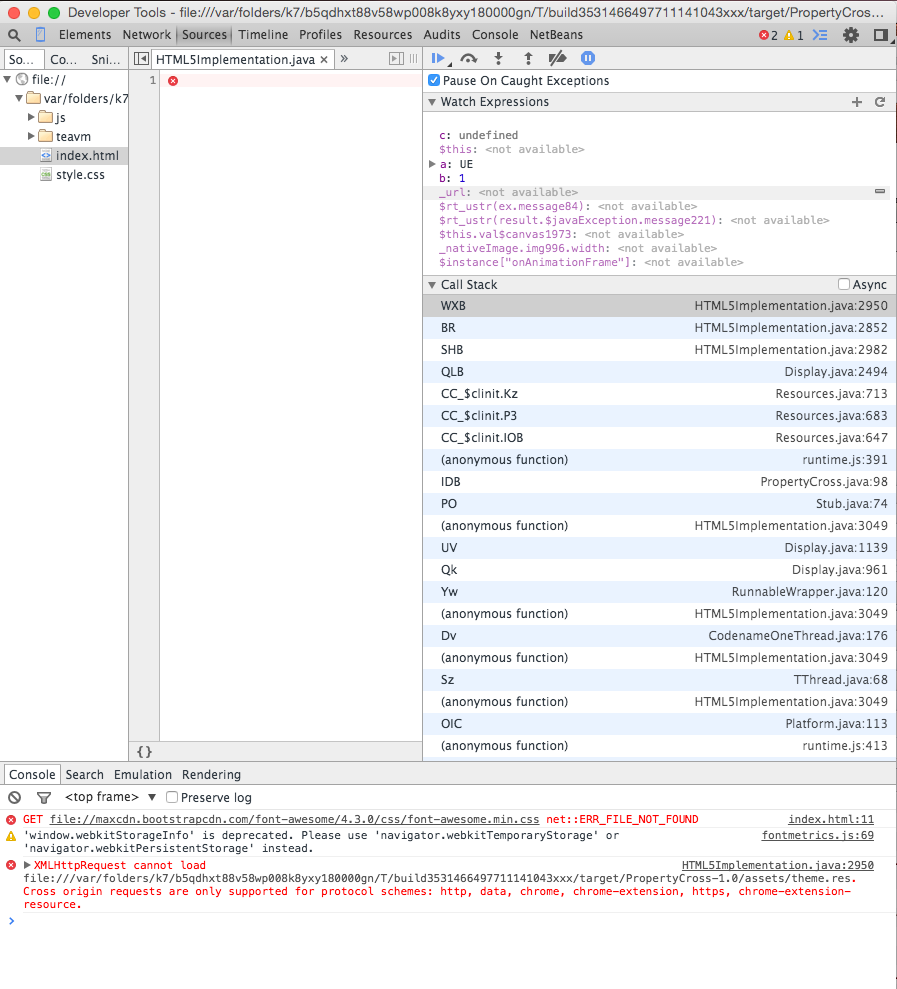 Developer Tools - file:///var/folders/k7/b5qdhxt88v58wp008k8yxy180000gn/T/build3531466497711141043xxx/target/PropertyCross...
Elements Network Sources Timeline Profiles Resources Audits Console NetBeans 2 1
So... Co... Sni... HTML5Implementation.java × »
Pause On Caught Exceptions
file://
var/folders/k7
js
teavm
index.html
style.css
1
Watch Expressions
c: undefined
$this: <not available>
a: UE
b: 1
_url: <not available>
$rt_ustr(ex.message84): <not available>
$rt_ustr(result.$javaException.message221): <not available>
$this.val$canvas1973: <not available>
_nativeImage.img996.width: <not available>
$instance["onAnimationFrame"]: <not available>
Call Stack Async
WXB HTML5Implementation.java:2950
BR HTML5Implementation.java:2852
SHB HTML5Implementation.java:2982
QLB Display.java:2494
CC_$clinit.Kz Resources.java:713
CC_$clinit.P3 Resources.java:683
CC_$clinit.IOB Resources.java:647
(anonymous function) runtime.js:391
IDB PropertyCross.java:98
PO Stub.java:74
(anonymous function) HTML5Implementation.java:3049
UV Display.java:1139
Qk Display.java:961
Yw RunnableWrapper.java:120
(anonymous function) HTML5Implementation.java:3049
Dv CodenameOneThread.java:176
(anonymous function) HTML5Implementation.java:3049
Sz TThread.java:68
(anonymous function) HTML5Implementation.java:3049
OIC Platform.java:113
(anonymous function) runtime.js:413
{}
Console Search Emulation Rendering
<top frame> ▼ Preserve log
GET file://maxcdn.bootstrapcdn.com/font-awesome/4.3.0/css/font-awesome.min.css net::ERR_FILE_NOT_FOUND index.html:11
'window.webkitStorageInfo' is deprecated. Please use 'navigator.webkitTemporaryStorage' or fontmetrics.js:69
'navigator.webkitPersistentStorage' instead.
XMLHttpRequest cannot load HTML5Implementation.java:2950
file:///var/folders/k7/b5qdhxt88v58wp008k8yxy180000gn/T/build3531466497711141043xxx/target/PropertyCross-1.0/assets/theme.res.
Cross origin requests are only supported for protocol schemes: http, data, chrome, chrome-extension, https, chrome-extension-
resource.
>